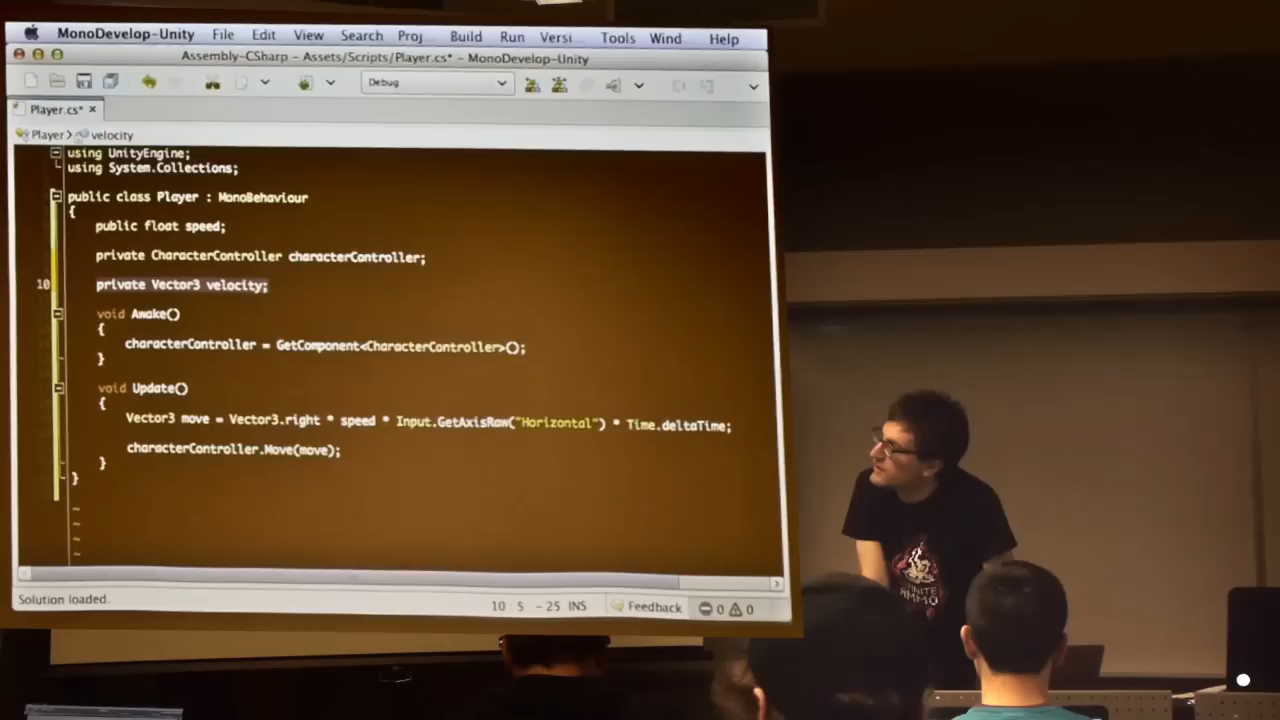 MonoDevelop-Unity File Edit View Search Proj Build Run Versi Tools Wind Help
Assembly-CSharp - Assets/Scripts/Player.cs* - MonoDevelop-Unity
Debug
Player.cs* ×
Player > velocity
using UnityEngine;
using System.Collections;
public class Player : MonoBehaviour
{
public float speed;
private CharacterController characterController;
10 private Vector3 velocity;
void Awake()
{
characterController = GetComponent<CharacterController>();
}
void Update()
{
Vector3 move = Vector3.right * speed * Input.GetAxisRaw("Horizontal") * Time.deltaTime;
characterController.Move(move);
}
}
~
~
~
~
Solution loaded. 10 : 5 - 25 INS Feedback 0 0
INFINITE
AMMO